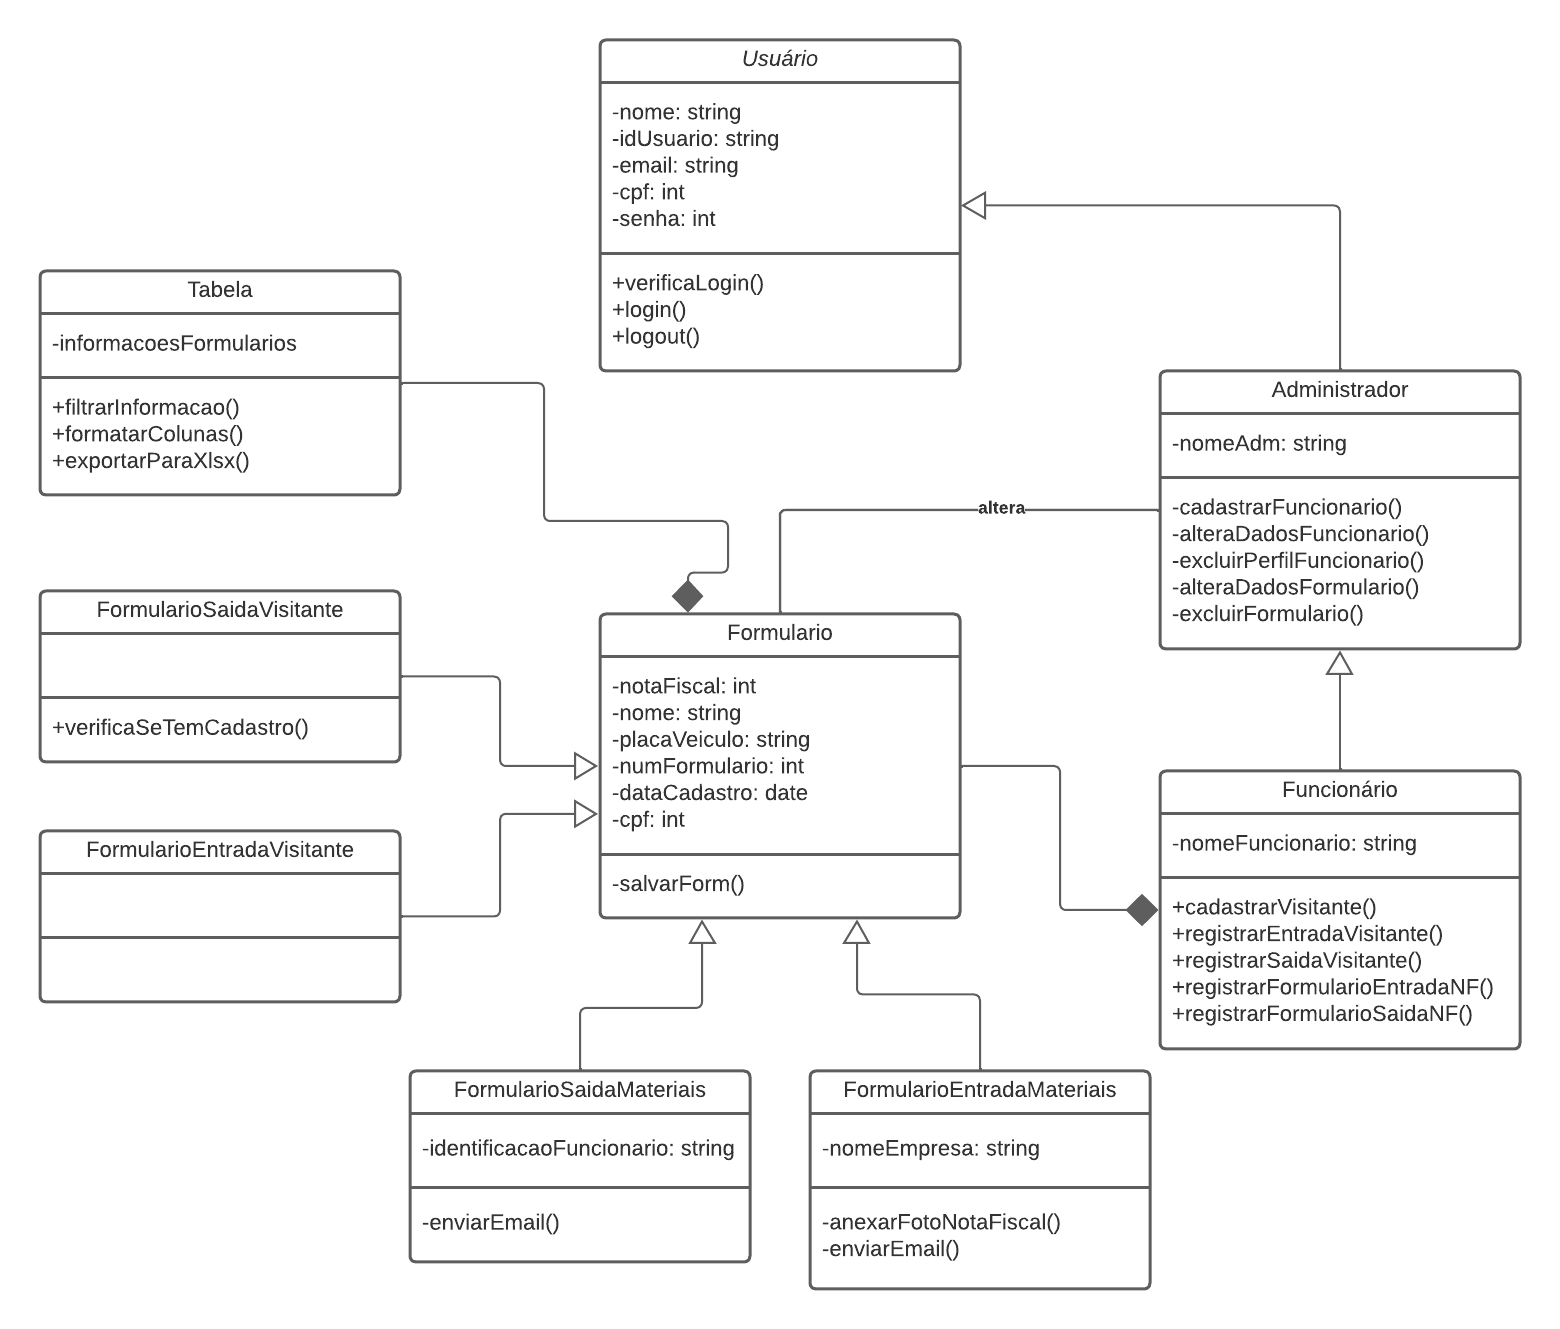 Usuário
-nome: string
-idUsuario: string
-email: string
-cpf: int
-senha: int
+verificaLogin()
+login()
+logout()
Tabela
-informacoesFormularios
+filtrarInformacao()
+formatarColunas()
+exportarParaXlsx()
Administrador
-nomeAdm: string
-cadastrarFuncionario()
-alteraDadosFuncionario()
-excluirPerfilFuncionario()
-alteraDadosFormulario()
-excluirFormulario()
altera
FormularioSaidaVisitante
+verificaSeTemCadastro()
Formulario
-notaFiscal: int
-nome: string
-placaVeiculo: string
-numFormulario: int
-dataCadastro: date
-cpf: int
-salvarForm()
FormularioEntradaVisitante
Funcionário
-nomeFuncionario: string
+cadastrarVisitante()
+registrarEntradaVisitante()
+registrarSaidaVisitante()
+registrarFormularioEntradaNF()
+registrarFormularioSaidaNF()
FormularioSaidaMateriais
-identificacaoFuncionario: string
-enviarEmail()
FormularioEntradaMateriais
-nomeEmpresa: string
-anexarFotoNotaFiscal()
-enviarEmail()